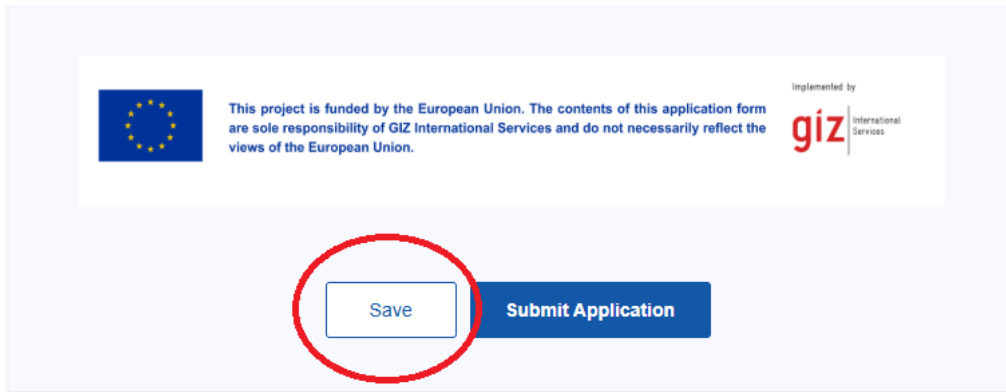 Implemented by
This project is funded by the European Union. The contents of this application form
are sole responsibility of GIZ International Services and do not necessarily reflect the
views of the European Union.
giz International
Services
Save
Submit Application